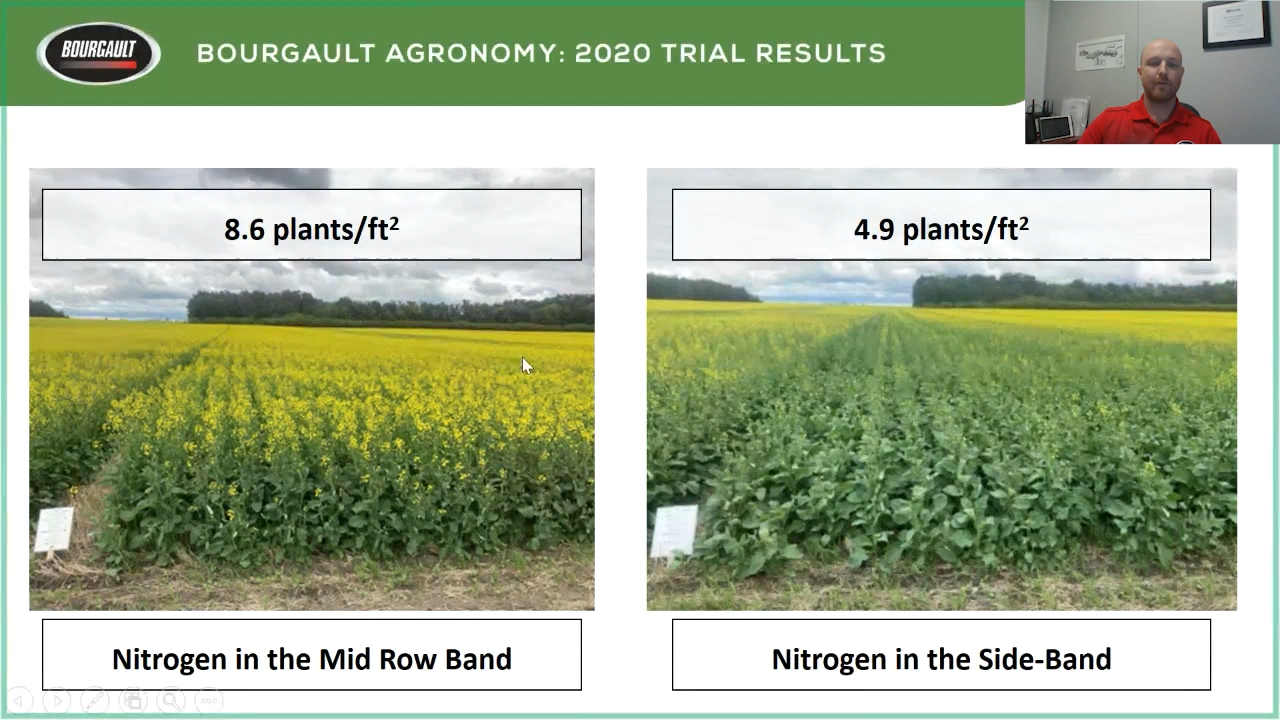 BOURGAULT
BOURGAULT AGRONOMY: 2020 TRIAL RESULTS
8.6 plants/ft²
4.9 plants/ft²
Nitrogen in the Mid Row Band
Nitrogen in the Side-Band